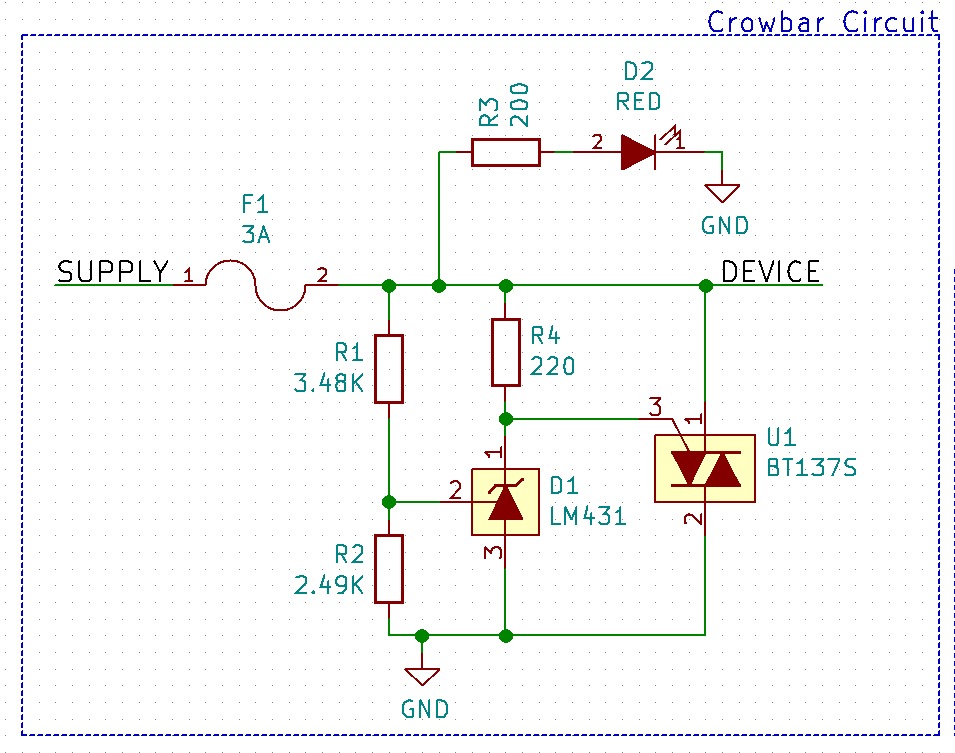 Crowbar Circuit
D2
RED
R3
200
2
1
GND
F1
3A
SUPPLY
1
2
DEVICE
R1
3.48K
R4
220
3
1
U1
BT137S
2
1
2
D1
LM431
3
R2
2.49K
GND